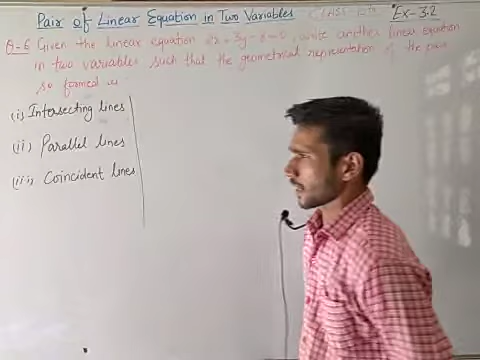 Pair of Linear Equation in Two Variables CLASS-10th Ex-3.2
Q-6 Given the linear equation 2x+3y-8=0, write another linear equation
in two variables such that the geometrical representation of the pair
so formed is
(i) Intersecting lines
(ii) Parallel lines
(iii) Coincident lines